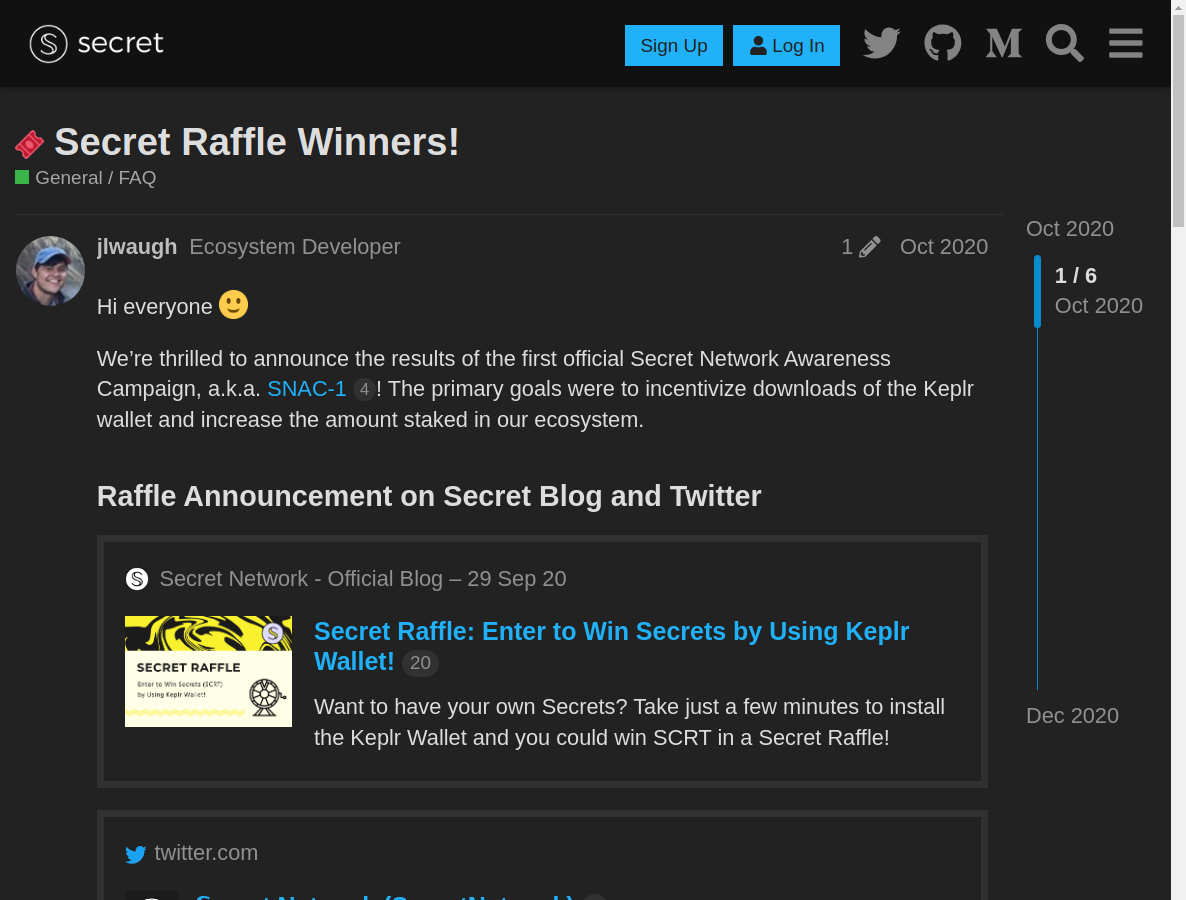 secret
Sign Up
Log In
Secret Raffle Winners!
General / FAQ
jlwaugh Ecosystem Developer
1
Oct 2020
Oct 2020
1 / 6
Oct 2020
Hi everyone
We’re thrilled to announce the results of the first official Secret Network Awareness
Campaign, a.k.a. SNAC-1 4! The primary goals were to incentivize downloads of the Keplr
wallet and increase the amount staked in our ecosystem.
Raffle Announcement on Secret Blog and Twitter
Secret Network - Official Blog – 29 Sep 20
SECRET RAFFLE
Enter to Win Secrets (SCRT)
by Using Keplr Wallet!
Secret Raffle: Enter to Win Secrets by Using Keplr
Wallet! 20
Want to have your own Secrets? Take just a few minutes to install
the Keplr Wallet and you could win SCRT in a Secret Raffle!
Dec 2020
twitter.com
Secret Network (SecretNetwork)